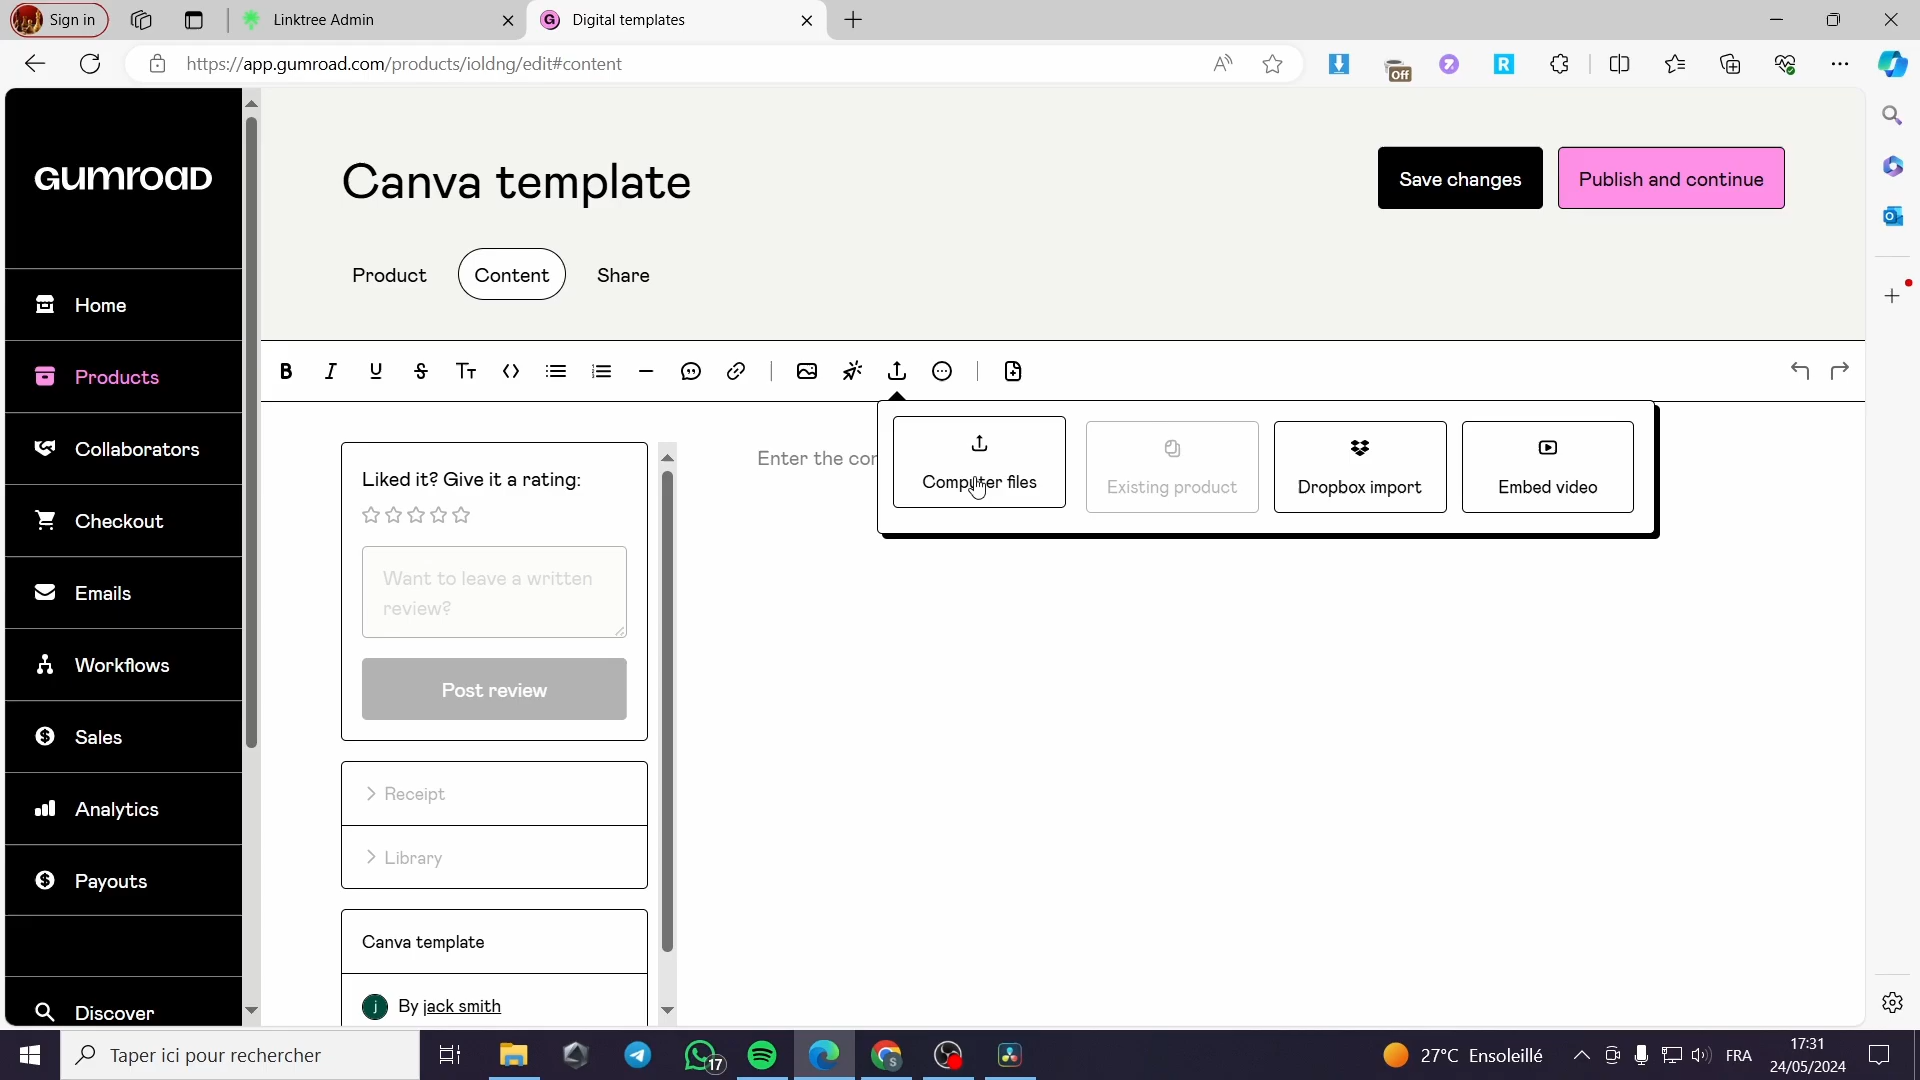 Sign in
Linktree Admin
Digital templates
https://app.gumroad.com/products/ioldng/edit#content
Off
GUMROAD
Home
Products
Collaborators
Checkout
Emails
Workflows
Sales
Analytics
Payouts
Discover
Canva template
Save changes
Publish and continue
Product
Content
Share
Computer files
Existing product
Dropbox import
Embed video
Enter the con
Liked it? Give it a rating:
Want to leave a written
review?
Post review
Receipt
Library
Canva template
j By jack smith
Taper ici pour rechercher
17
27°C Ensoleillé
FRA
17:31
24/05/2024